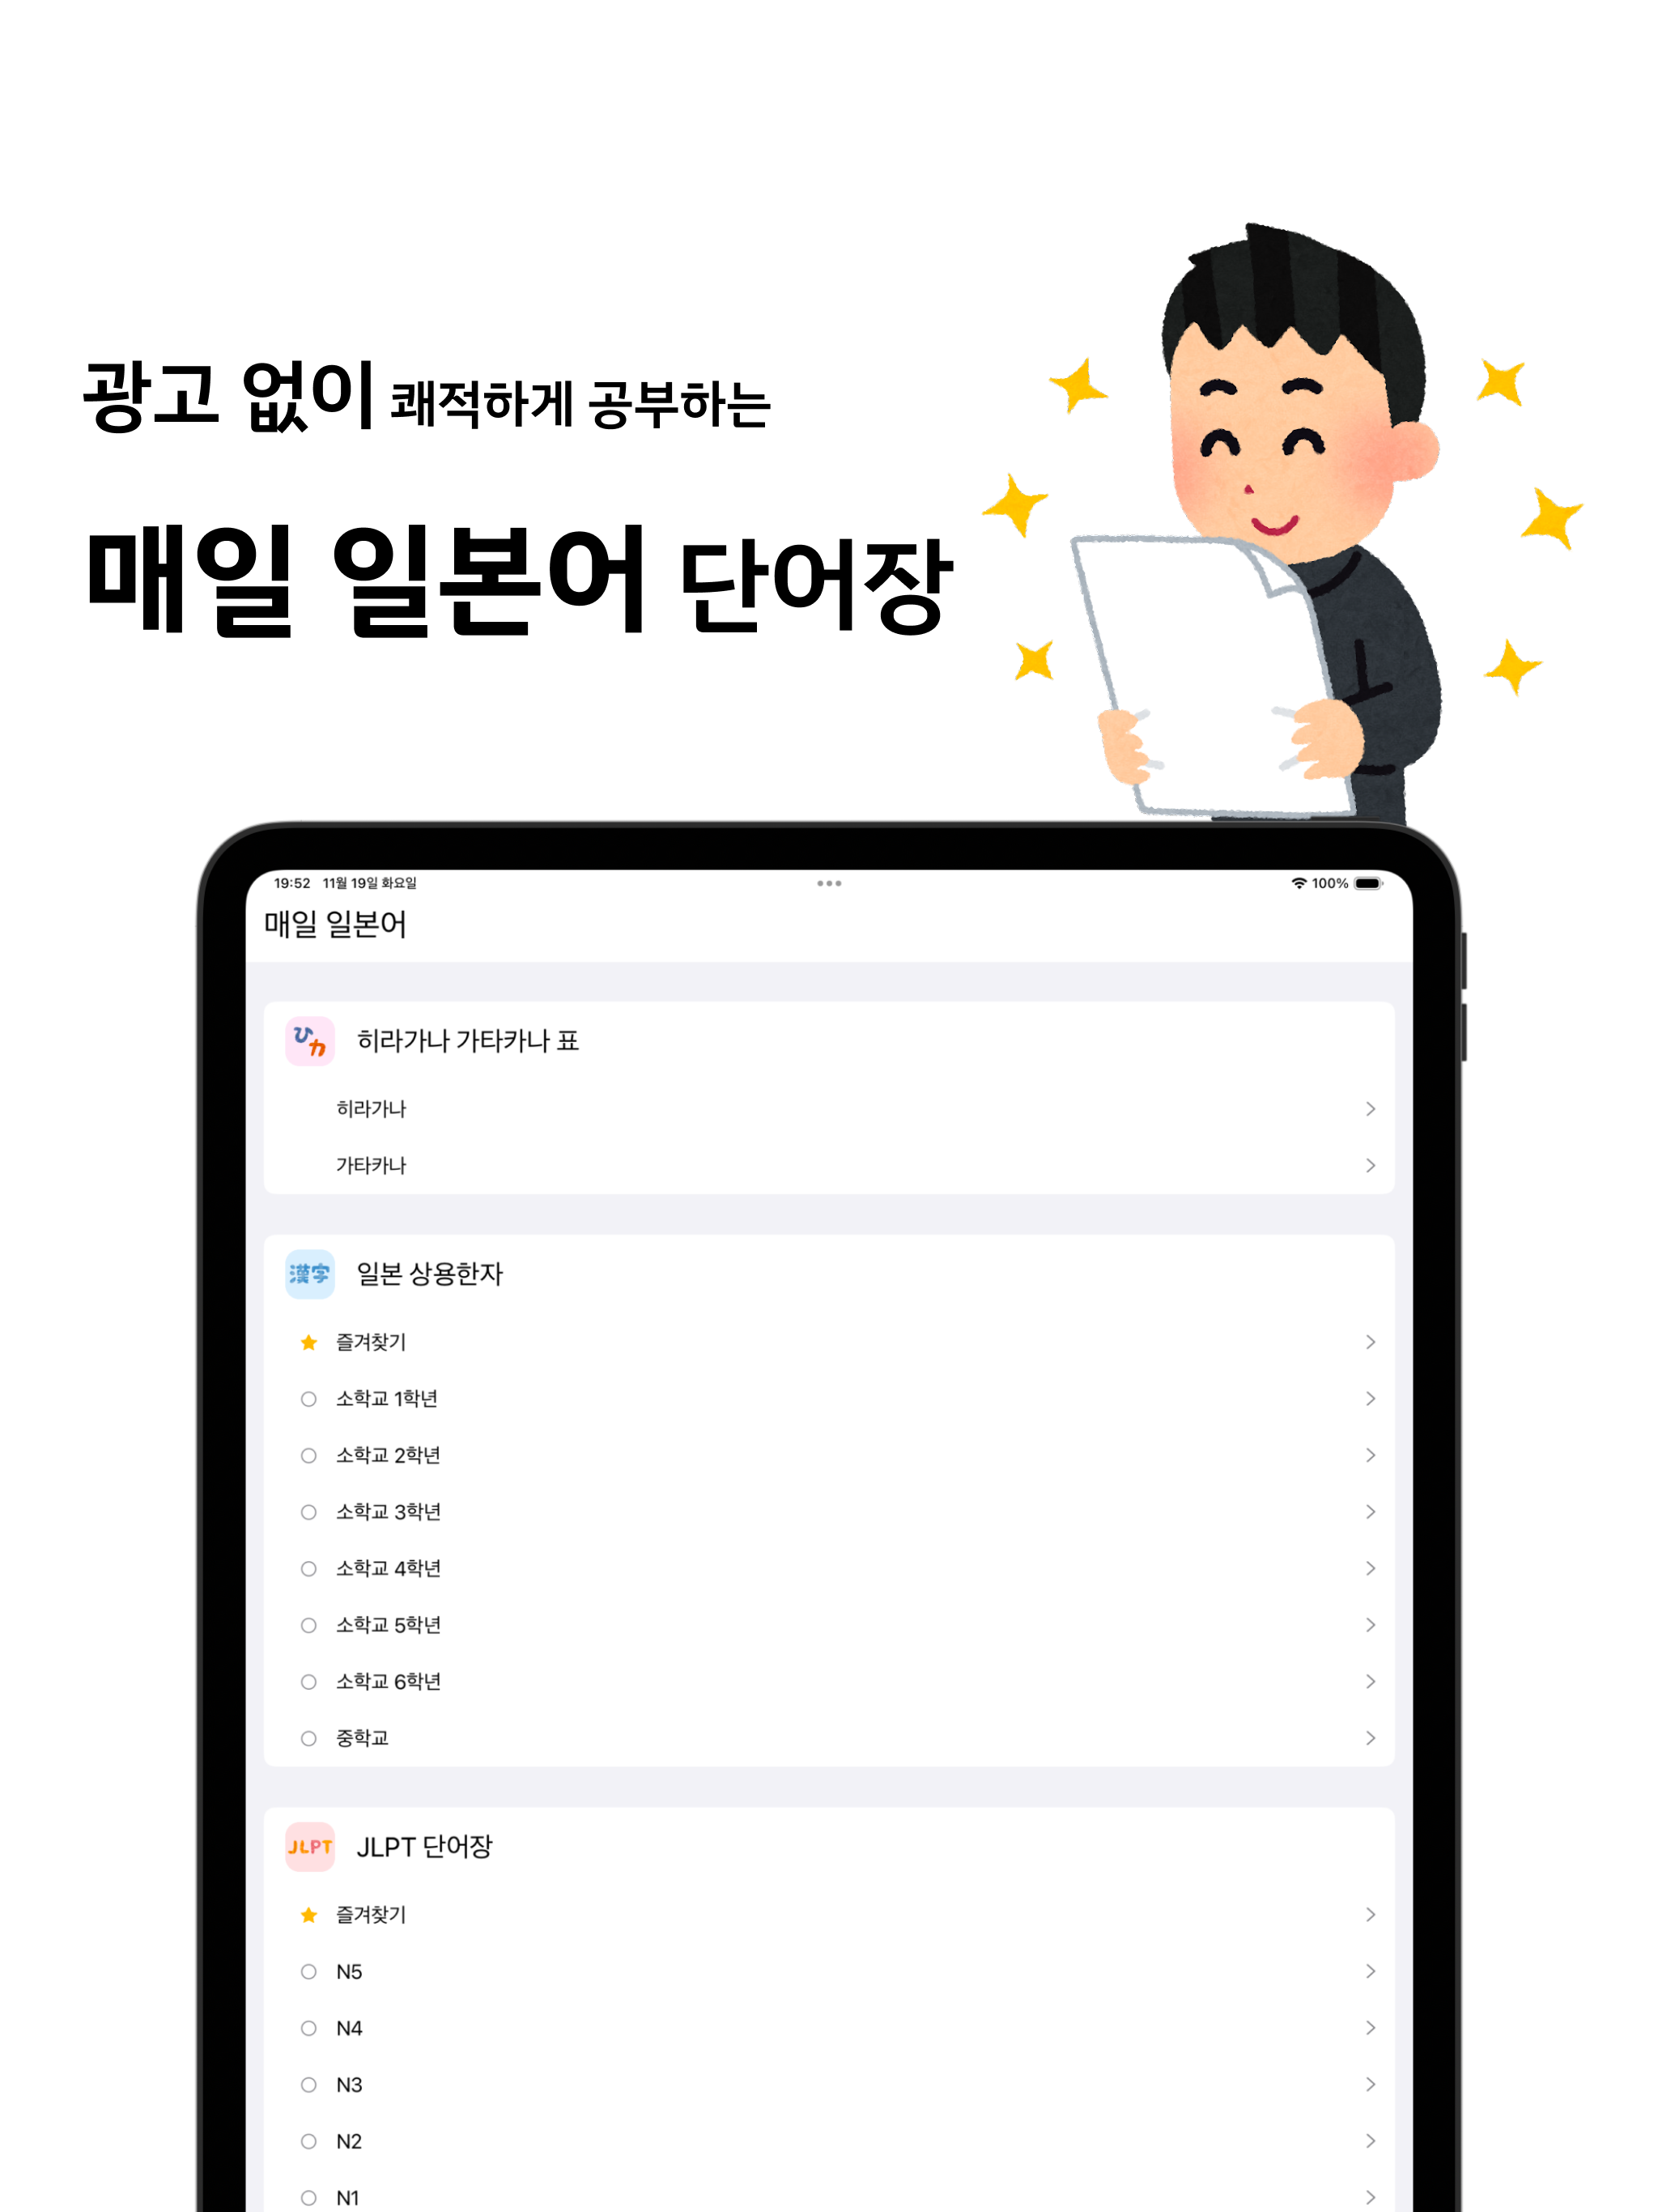 광고 없이 쾌적하게 공부하는
매일 일본어 단어장
19:52 11월 19일 화요일
100%
매일 일본어
ひカ
히라가나 가타카나 표
히라가나
가타카나
漢字
일본 상용한자
즐겨찾기
소학교 1학년
소학교 2학년
소학교 3학년
소학교 4학년
소학교 5학년
소학교 6학년
중학교
JLPT
JLPT 단어장
즐겨찾기
N5
N4
N3
N2
N1